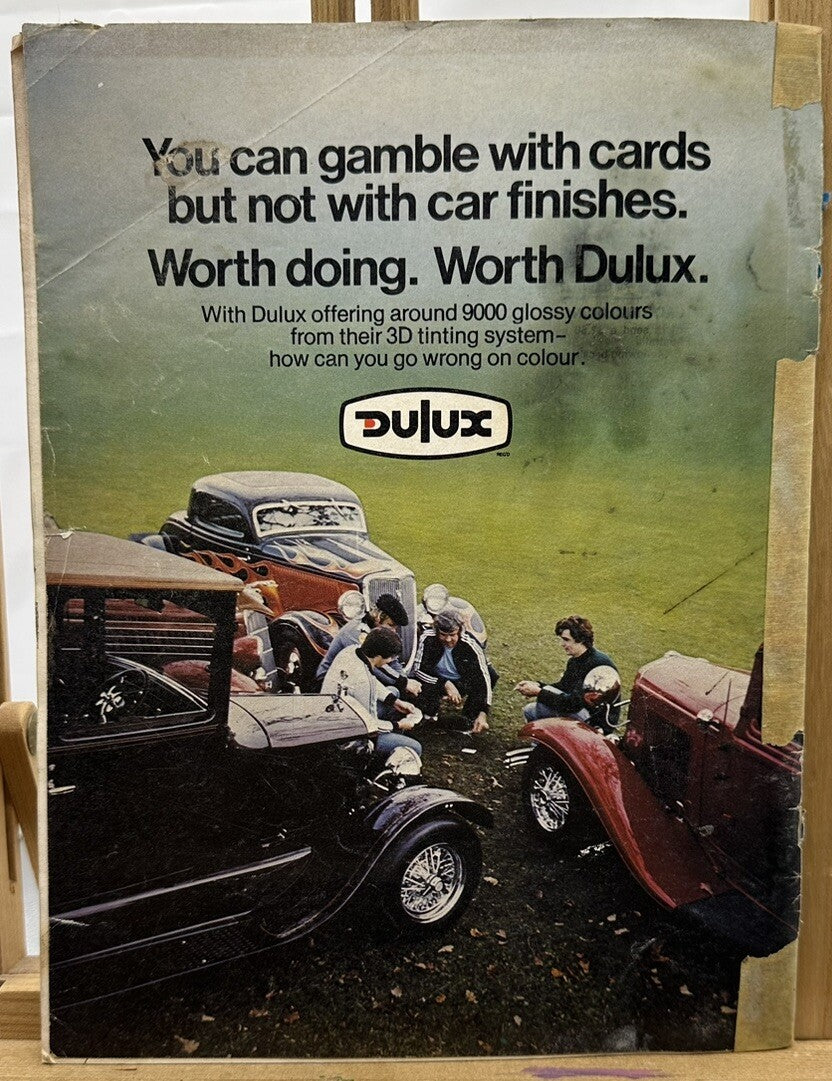 You can gamble with cards
but not with car finishes.
Worth doing. Worth Dulux.
With Dulux offering around 9000 glossy colours
from their 3D tinting system–
how can you go wrong on colour.
DULUX
REG'D